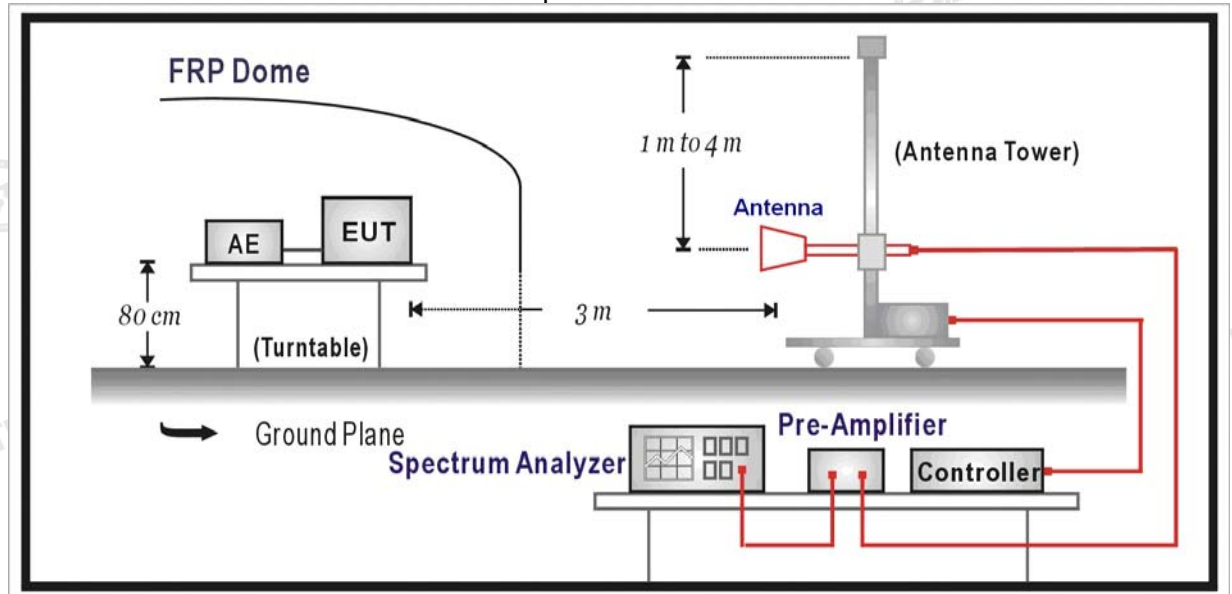 FRP Dome
1 m to 4 m
(Antenna Tower)
Antenna
AE
EUT
80 cm
3 m
(Turntable)
Ground Plane
Pre-Amplifier
Spectrum Analyzer
Controller